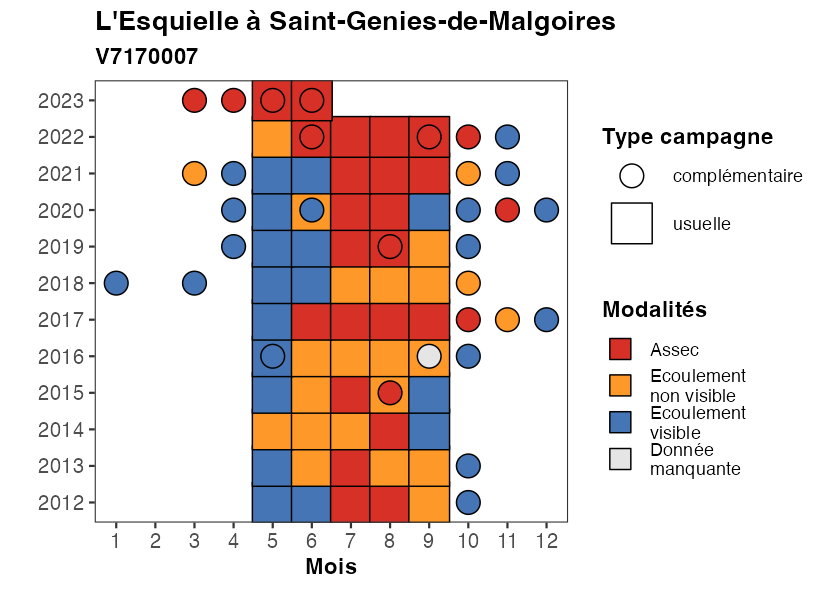 L'Esquielle à Saint-Genies-de-Malgoires
V7170007
2023
2022
2021
2020
2019
2018
2017
2016
2015
2014
2013
2012
1 2 3 4 5 6 7 8 9 10 11 12
Mois
Type campagne
complémentaire
usuelle
Modalités
Assec
Ecoulement
non visible
Ecoulement
visible
Donnée
manquante